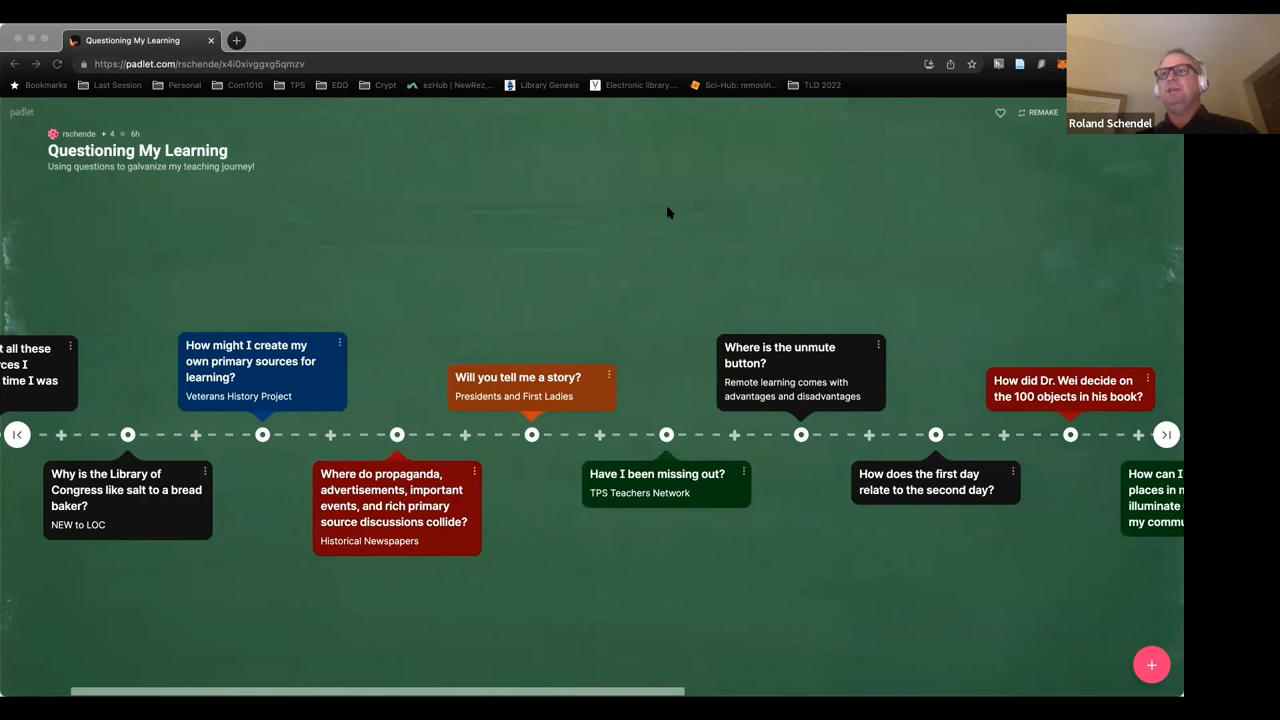 Questioning My Learning
https://padlet.com/rschende/x4i0xivggxg5qmzv
Bookmarks
Last Session
Personal
Com1010
TPS
EDD
Crypt
ezHub | NewRez,...
Library Genesis
Electronic library....
Sci-Hub: removin...
TLD 2022
Roland Schendel
padlet
REMAKE
rschende + 4 6h
Questioning My Learning
Using questions to galvanize my teaching journey!
t all these
rces I
time I was
How might I create my
own primary sources for
learning?
Veterans History Project
Will you tell me a story?
Presidents and First Ladies
Where is the unmute
button?
Remote learning comes with
advantages and disadvantages
How did Dr. Wei decide on
the 100 objects in his book?
Why is the Library of
Congress like salt to a bread
baker?
NEW to LOC
Where do propaganda,
advertisements, important
events, and rich primary
source discussions collide?
Historical Newspapers
Have I been missing out?
TPS Teachers Network
How does the first day
relate to the second day?
How can I
places in
illuminate
my commu